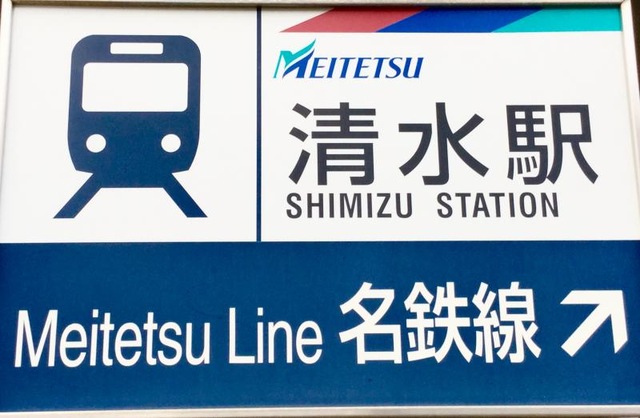 MEITETSU
清水駅
SHIMIZU STATION
Meitetsu Line 名鉄線